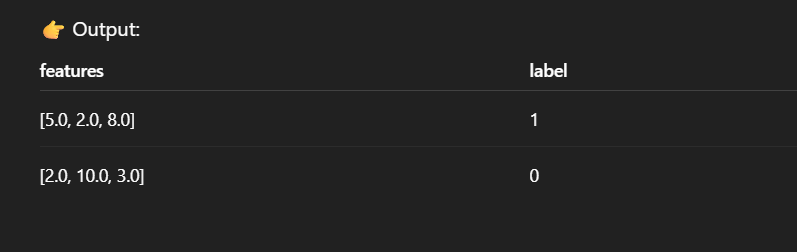 👉 Output:
features label
[5.0, 2.0, 8.0] 1
[2.0, 10.0, 3.0] 0